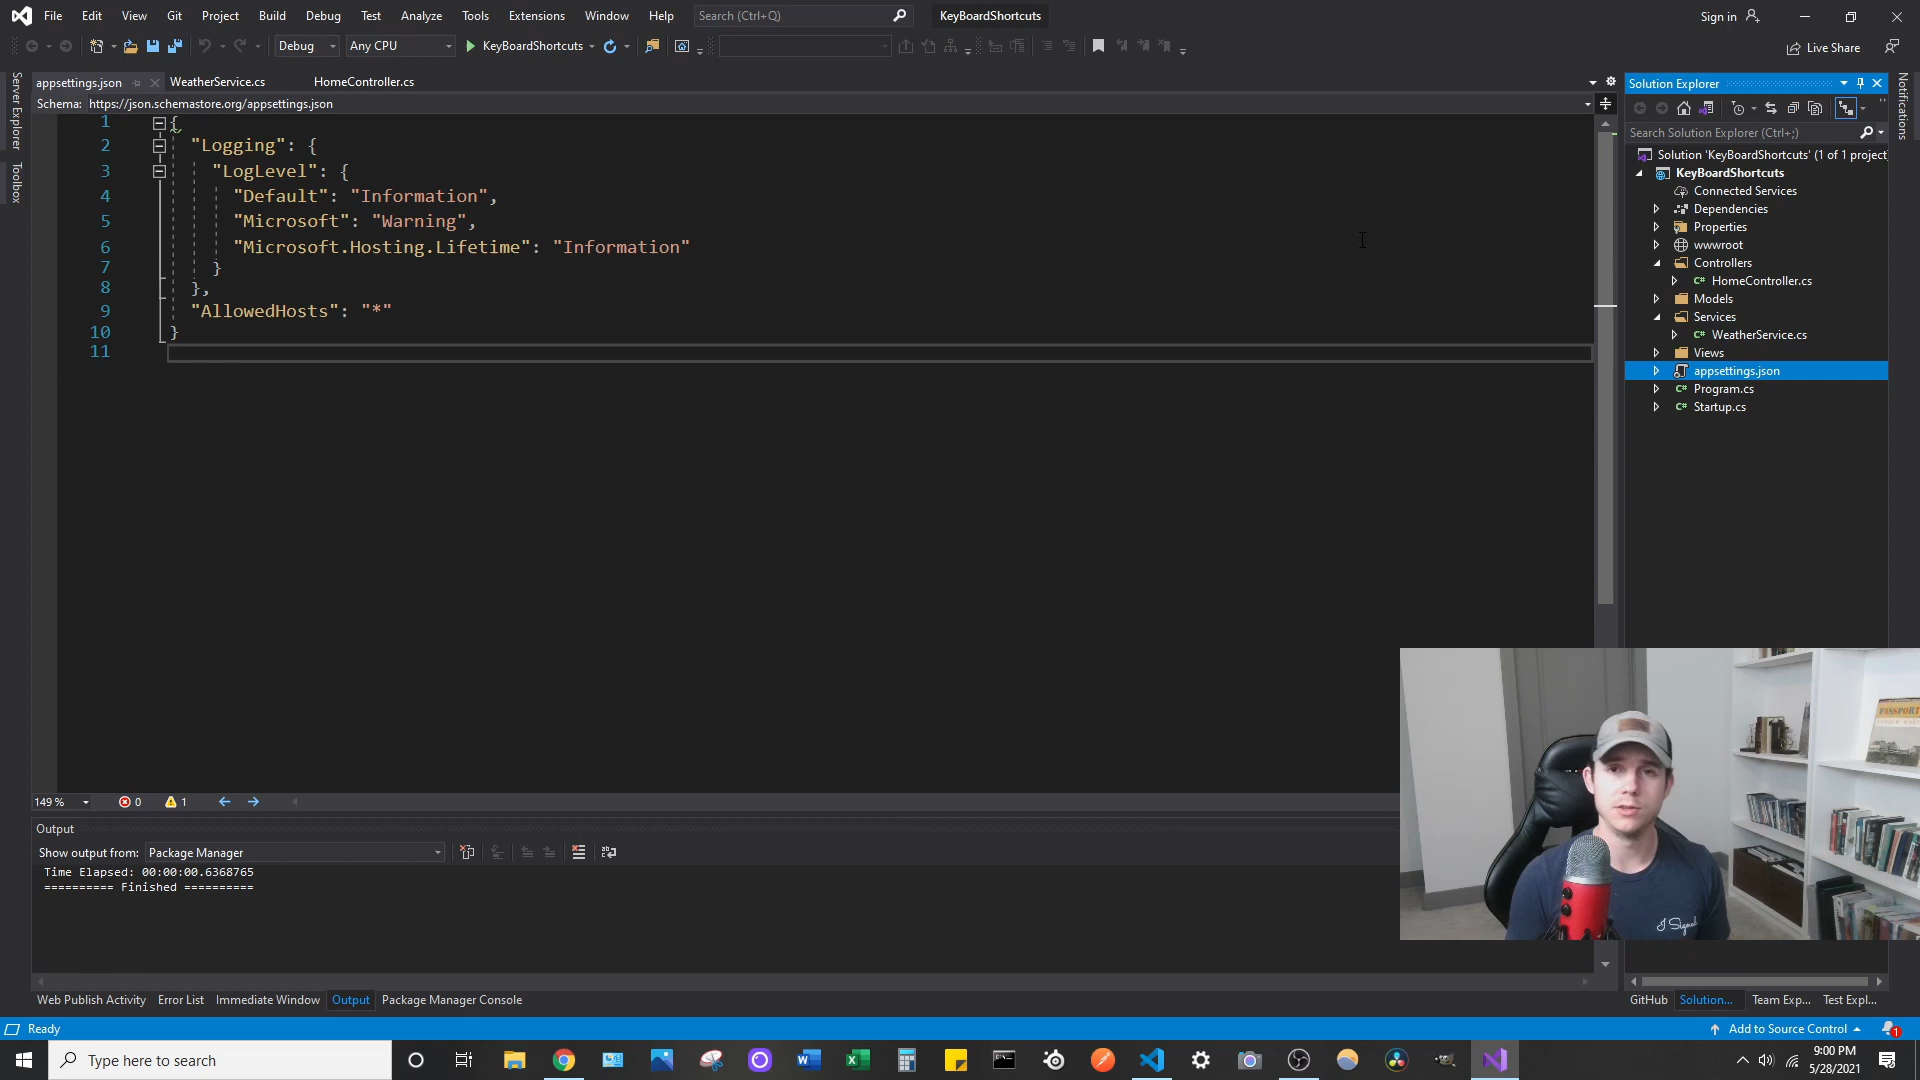 File Edit View Git Project Build Debug Test Analyze Tools Extensions Window Help Search (Ctrl+Q) KeyBoardShortcuts Sign in
Debug Any CPU KeyBoardShortcuts Live Share
appsettings.json WeatherService.cs HomeController.cs
Schema: https://json.schemastore.org/appsettings.json
Server Explorer
Toolbox
1 {
2 "Logging": {
3 "LogLevel": {
4 "Default": "Information",
5 "Microsoft": "Warning",
6 "Microsoft.Hosting.Lifetime": "Information"
7 }
8 },
9 "AllowedHosts": "*"
10 }
11
Solution Explorer
Notifications
Search Solution Explorer (Ctrl+;)
Solution 'KeyBoardShortcuts' (1 of 1 project
KeyBoardShortcuts
Connected Services
Dependencies
Properties
wwwroot
Controllers
C# HomeController.cs
Models
Services
C# WeatherService.cs
Views
appsettings.json
C# Program.cs
C# Startup.cs
149 % 0 1
Output
Show output from: Package Manager
Time Elapsed: 00:00:00.6368765
========== Finished ==========
PASSPORT
I Signed
Web Publish Activity Error List Immediate Window Output Package Manager Console
GitHub Solution... Team Exp... Test Expl...
Ready Add to Source Control 1
Type here to search
9:00 PM
5/28/2021